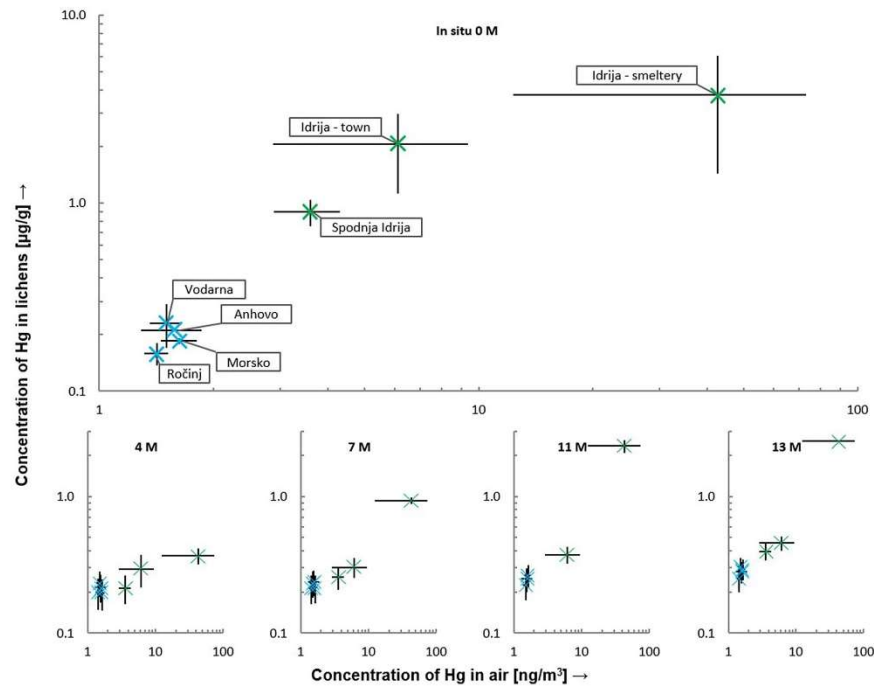 In situ 0 M
10.0
1.0
0.1
Concentration of Hg in lichens [µg/g] →
Idrija - smeltery
Idrija - town
Spodnja Idrija
Vodarna
Anhovo
Morsko
Ročinj
1 10 100
4 M
1.0
0.1
1 10 100
7 M
1.0
0.1
1 10 100
11 M
1.0
0.1
1 10 100
13 M
1.0
0.1
1 10 100
Concentration of Hg in air [ng/m³] →